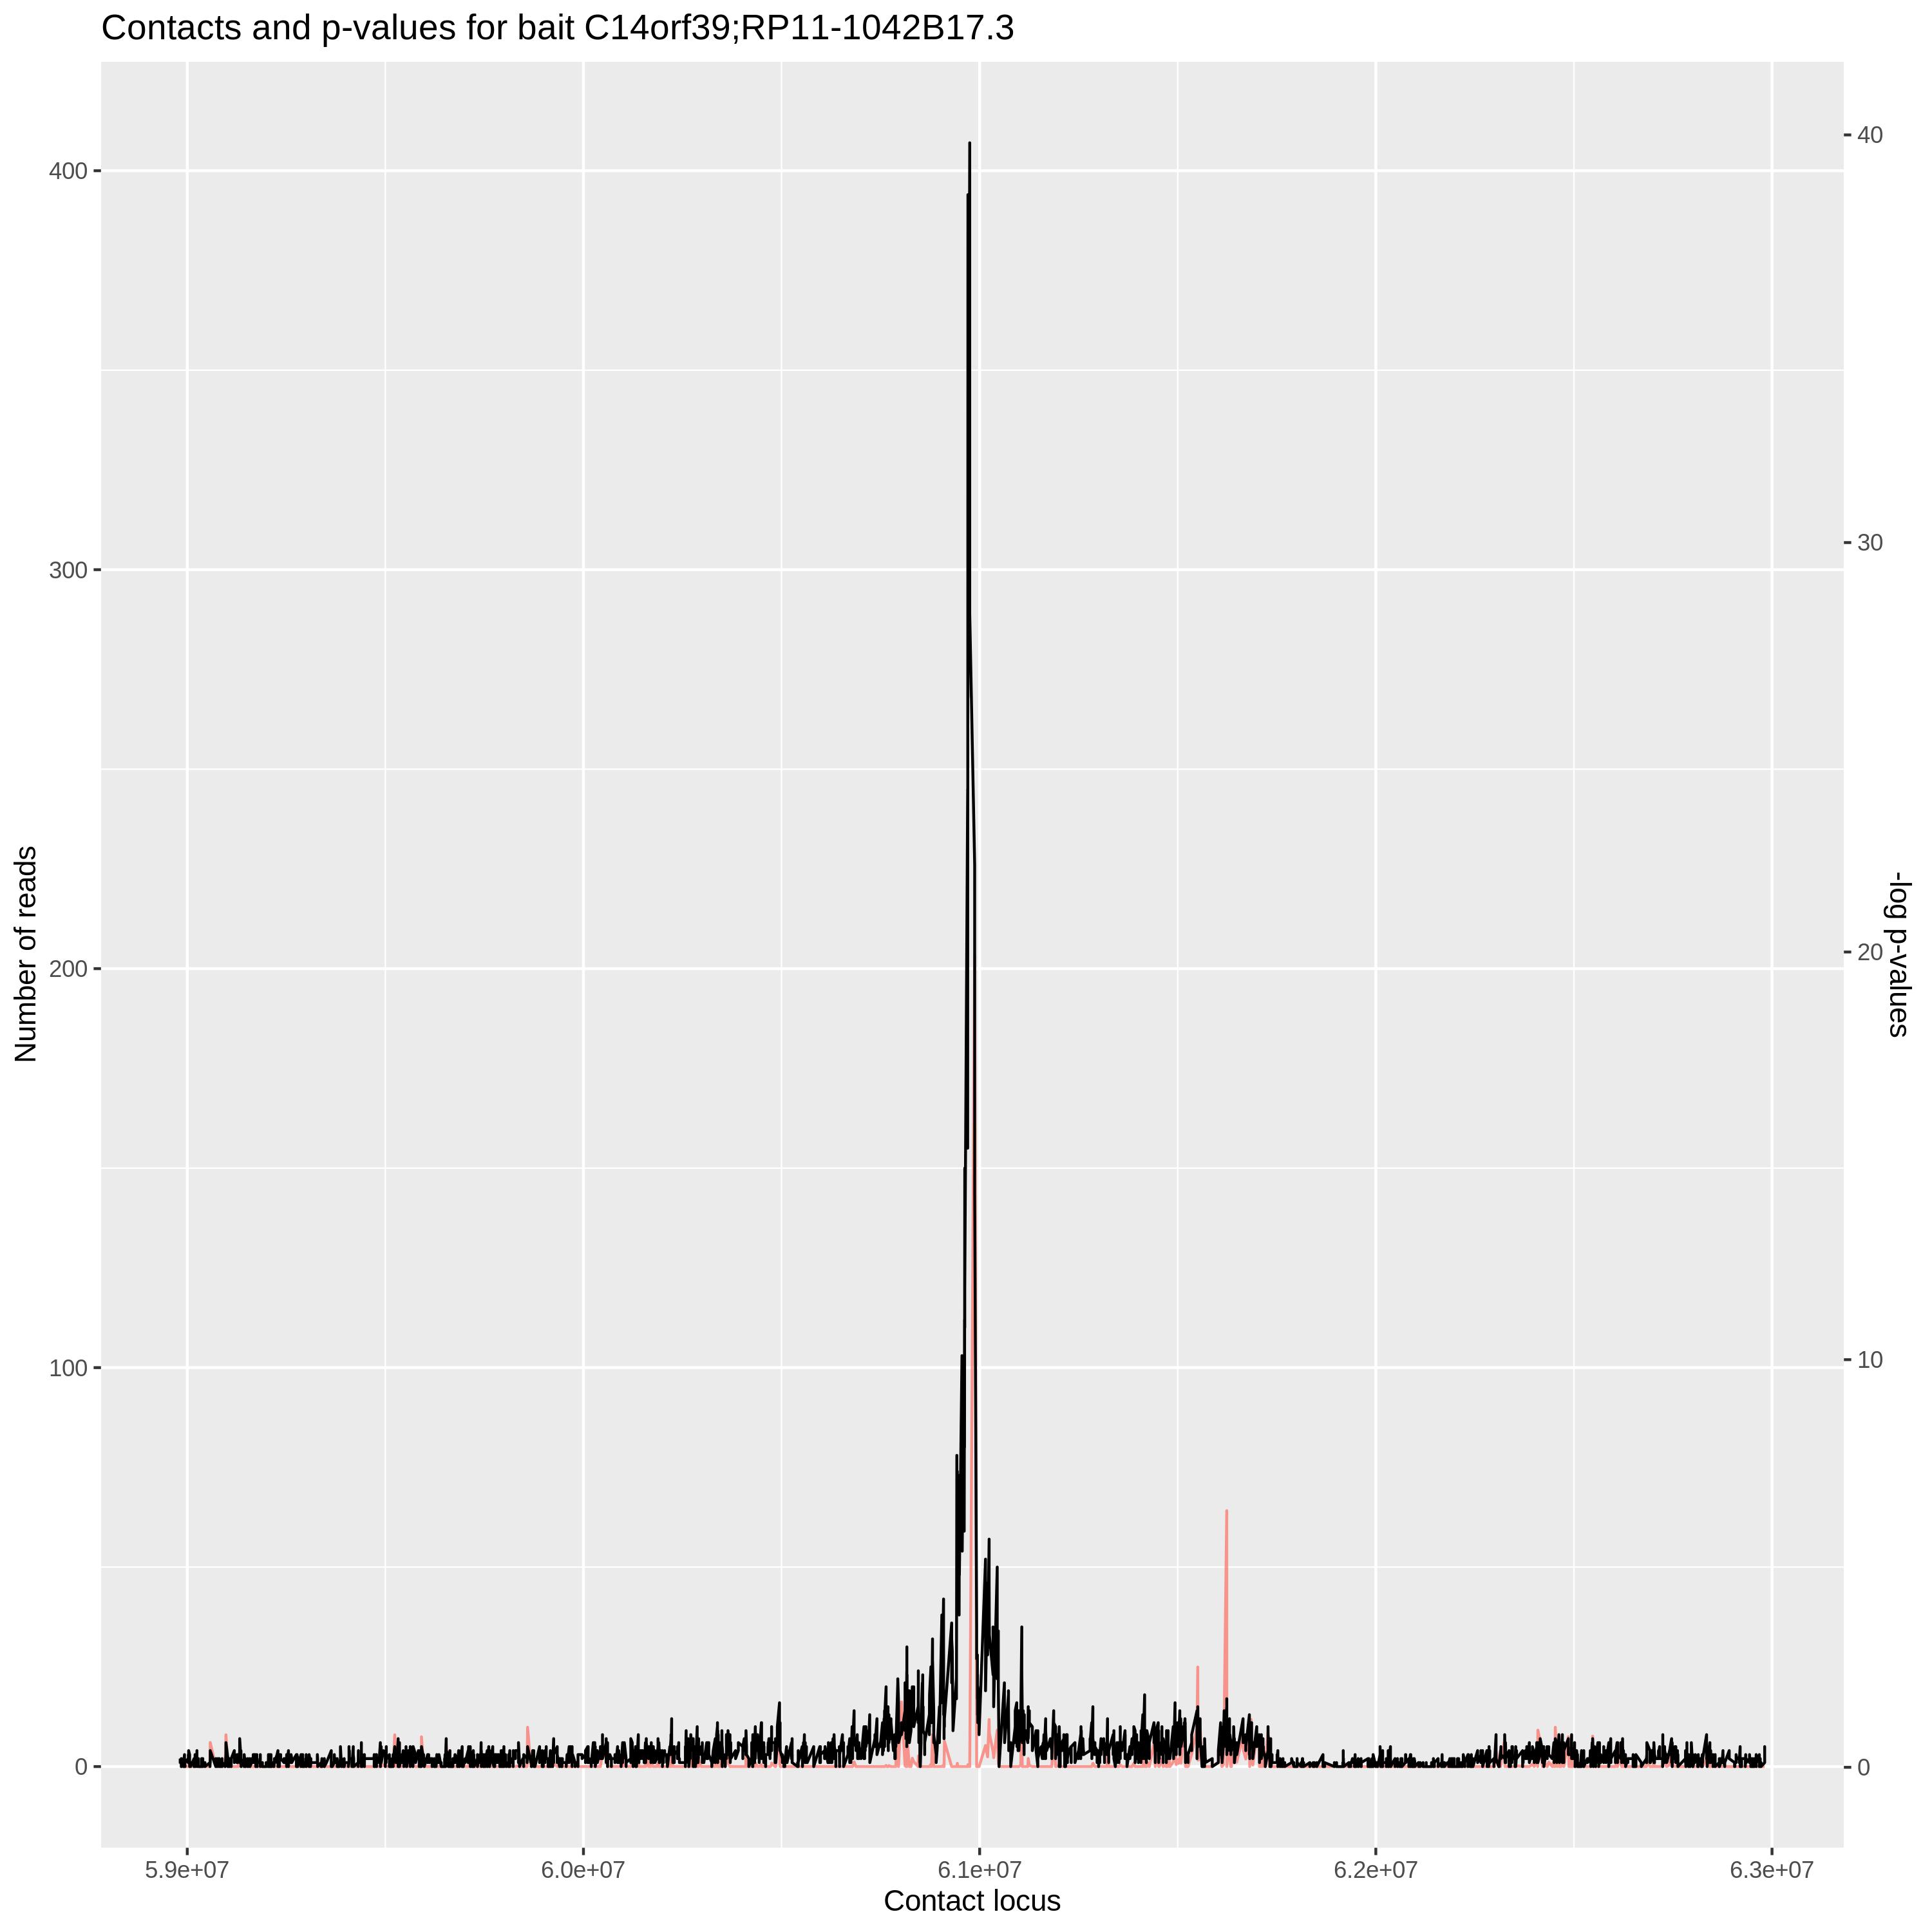 Contacts and p-values for bait C14orf39;RP11-1042B17.3
400
300
200
100
0
40
30
20
10
0
Number of reads
-log p-values
5.9e+07
6.0e+07
6.1e+07
6.2e+07
6.3e+07
Contact locus